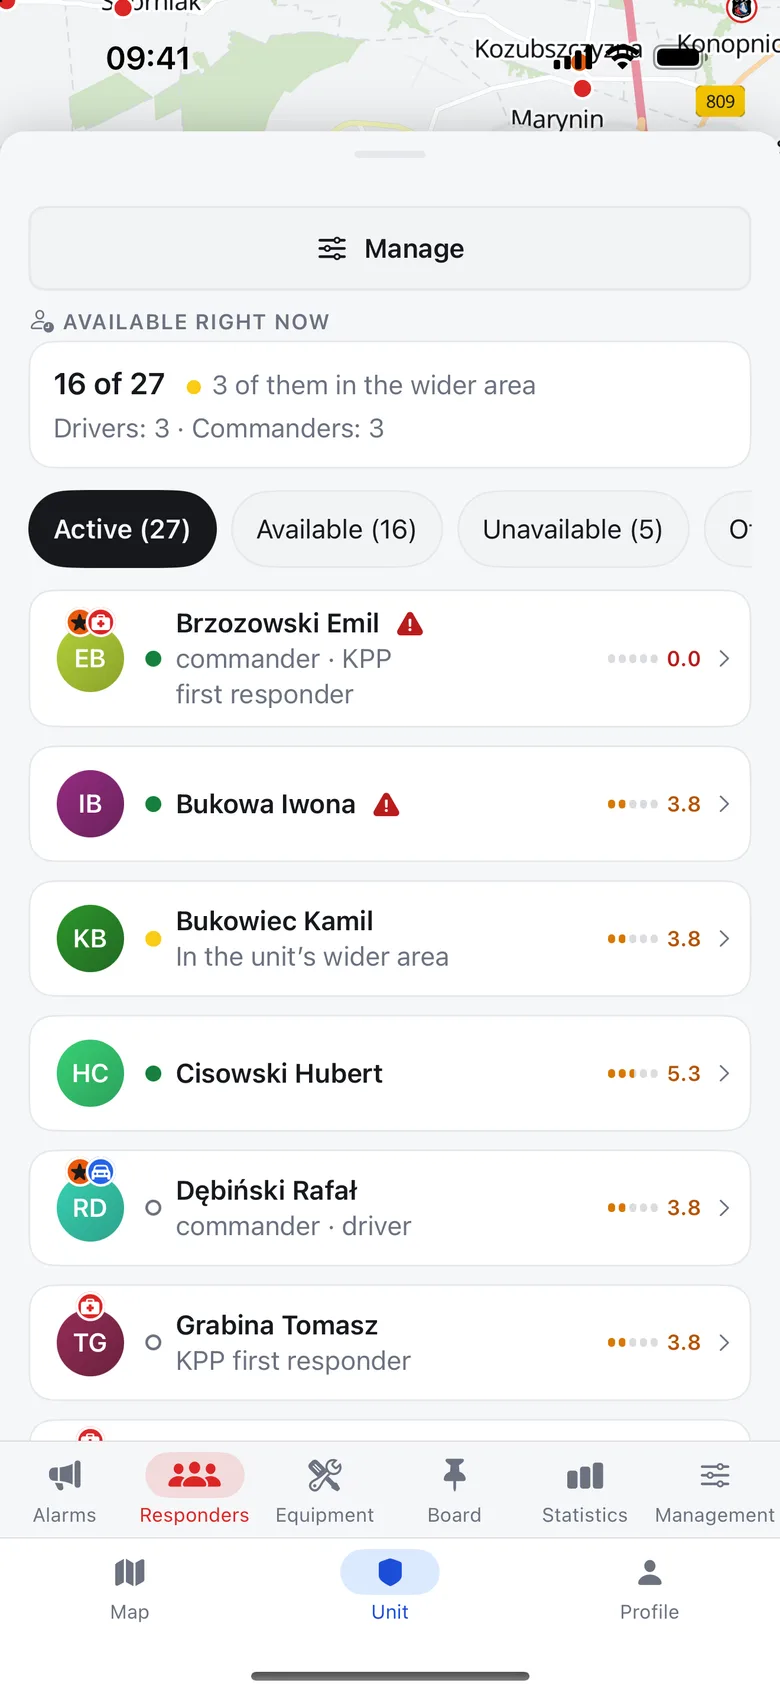 09:41
Kozubszczyzna
Marynin
809
Manage
AVAILABLE RIGHT NOW
16 of 27 3 of them in the wider area
Drivers: 3 · Commanders: 3
Active (27) Available (16) Unavailable (5)
EB
Brzozowski Emil
commander · KPP
first responder
0.0
IB
Bukowa Iwona
3.8
KB
Bukowiec Kamil
In the unit’s wider area
3.8
HC
Cisowski Hubert
5.3
RD
Dębiński Rafał
commander · driver
3.8
TG
Grabina Tomasz
KPP first responder
3.8
Alarms Responders Equipment Board Statistics Management
Map Unit Profile